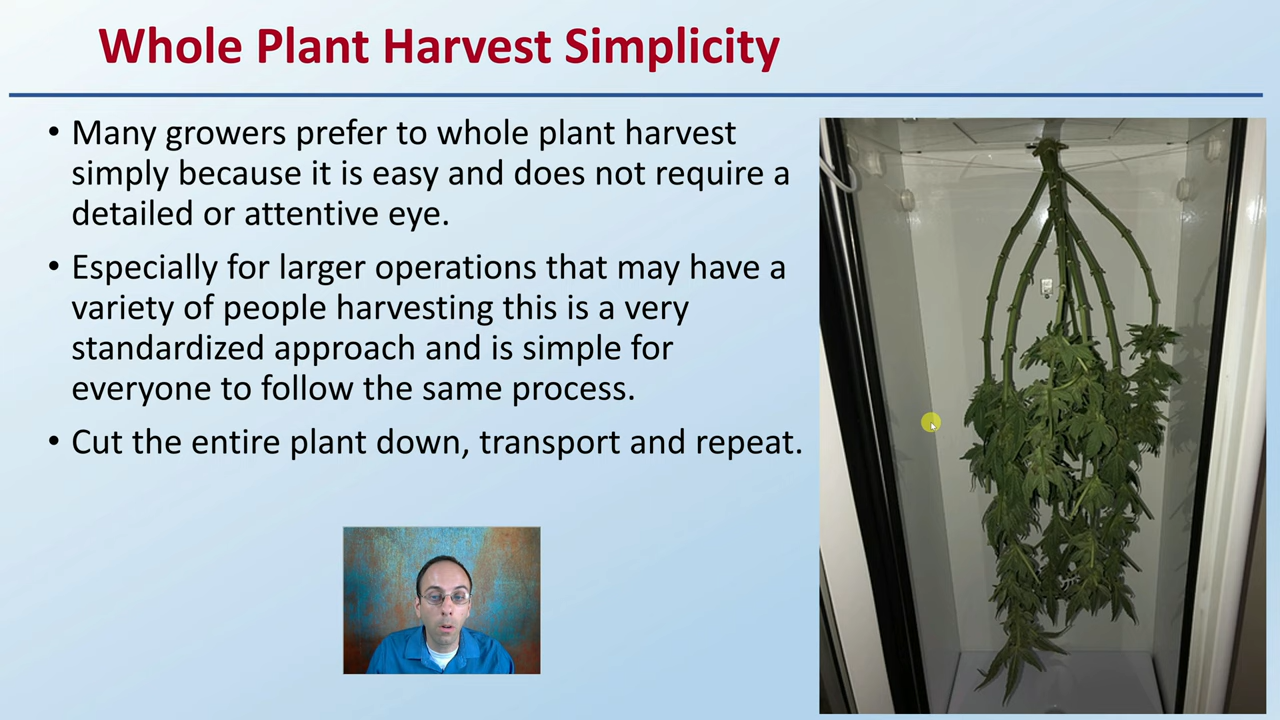 Whole Plant Harvest Simplicity
• Many growers prefer to whole plant harvest
simply because it is easy and does not require a
detailed or attentive eye.
• Especially for larger operations that may have a
variety of people harvesting this is a very
standardized approach and is simple for
everyone to follow the same process.
• Cut the entire plant down, transport and repeat.